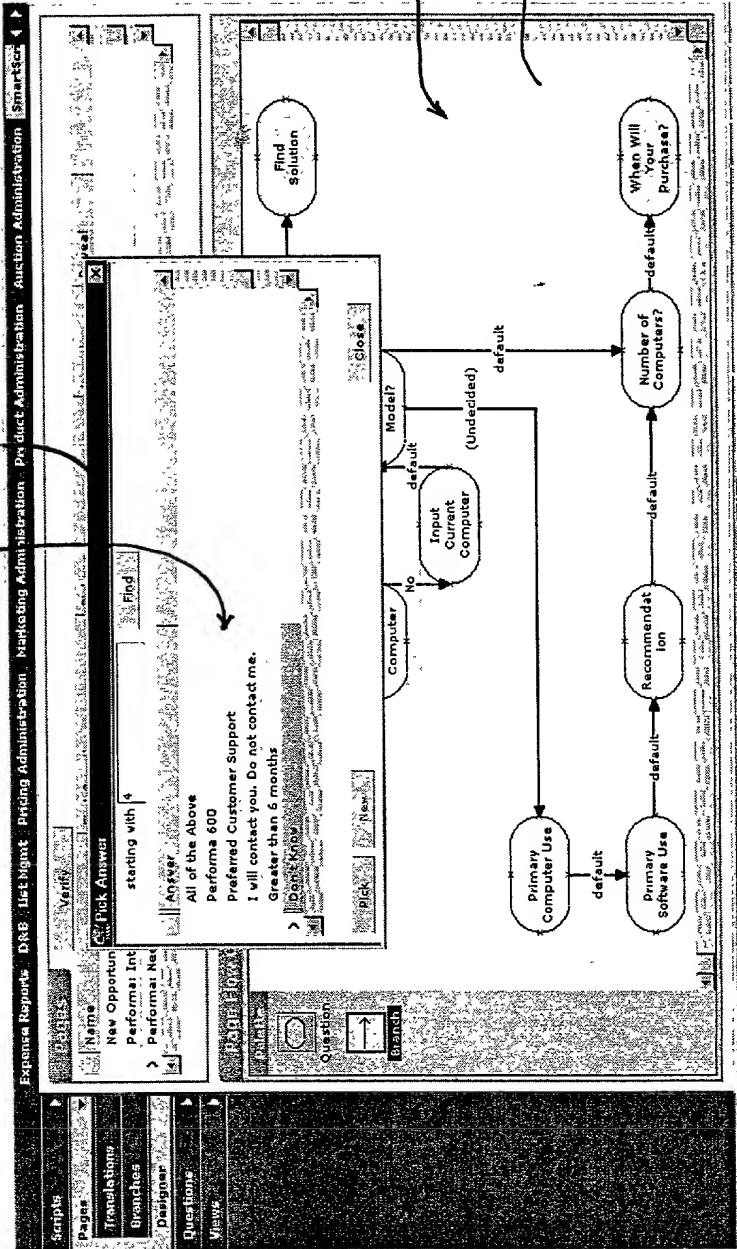 Expense Reports D&B List Mgmt Pricing Administration Marketing Administration Product Administration Auction Administration SmartScr
Scripts
Pages
Translations
Branches
Designer
Questions
Views
Pages
Verify
Name
New Opportun
Performa: Int
Performa: Nee
Pick Answer
starting with 4
Find
Answer
All of the Above
Performa 600
Preferred Customer Support
I will contact you. Do not contact me.
Greater than 6 months
Don't Know
Pick
New
Close
Question
Branch
Find
Solution
Computer
No
Input
Current
Computer
default
Model?
(Undecided)
default
Primary
Computer Use
default
Primary
Software Use
default
Recommendat
ion
default
Number of
Computers?
default
When Will
Your
Purchase?